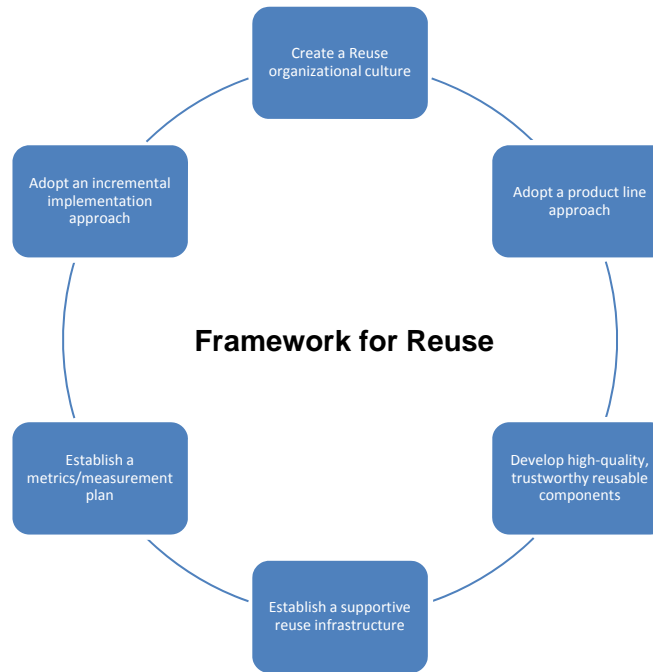 Create a Reuse
organizational culture
Adopt an incremental
implementation
approach
Adopt a product line
approach
Framework for Reuse
Establish a
metrics/measurement
plan
Develop high-quality,
trustworthy reusable
components
Establish a supportive
reuse infrastructure